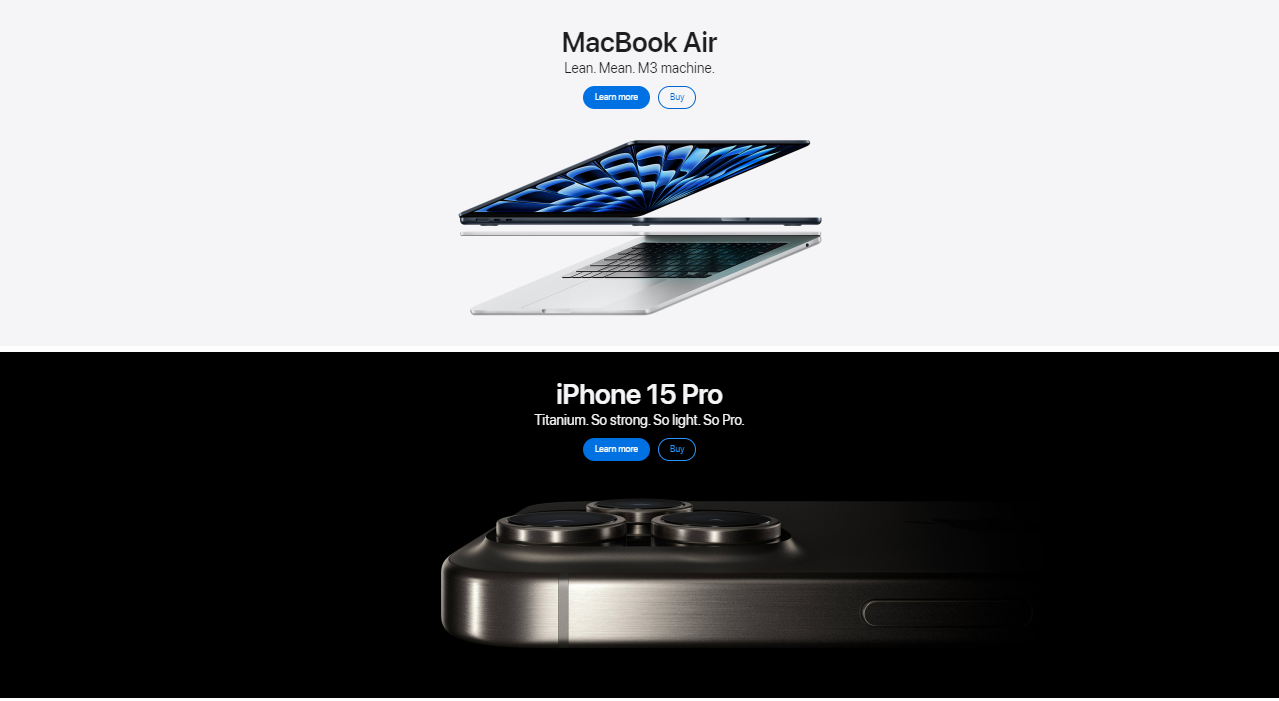 MacBook Air
Lean. Mean. M3 machine.
Learn more
Buy
iPhone 15 Pro
Titanium. So strong. So light. So Pro.
Learn more
Buy